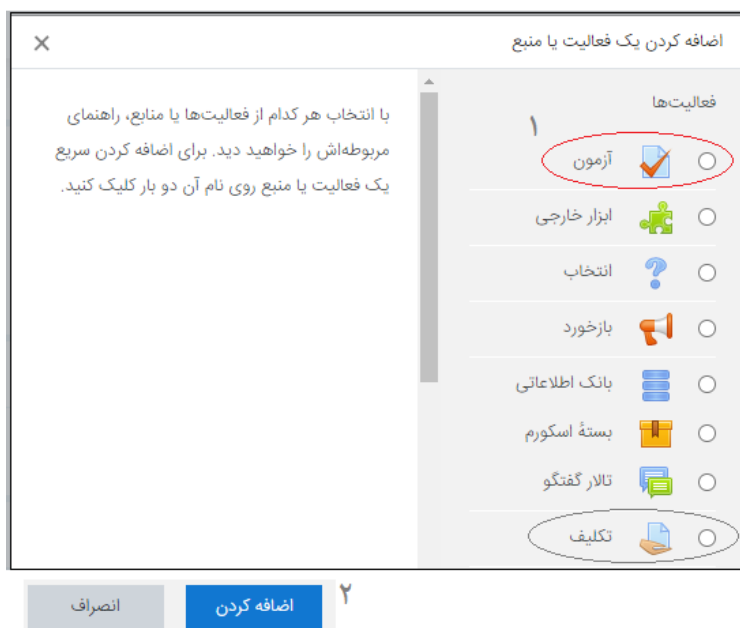 اضافه کردن یک فعالیت یا منبع
فعالیت‌ها
۱
آزمون
ابزار خارجی
انتخاب
بازخورد
بانک اطلاعاتی
بستهٔ اسکورم
تالار گفتگو
تکلیف
با انتخاب هر کدام از فعالیت‌ها یا منابع، راهنمای
مربوطه‌اش را خواهید دید. برای اضافه کردن سریع
یک فعالیت یا منبع روی نام آن دو بار کلیک کنید.
۲
اضافه کردن
انصراف